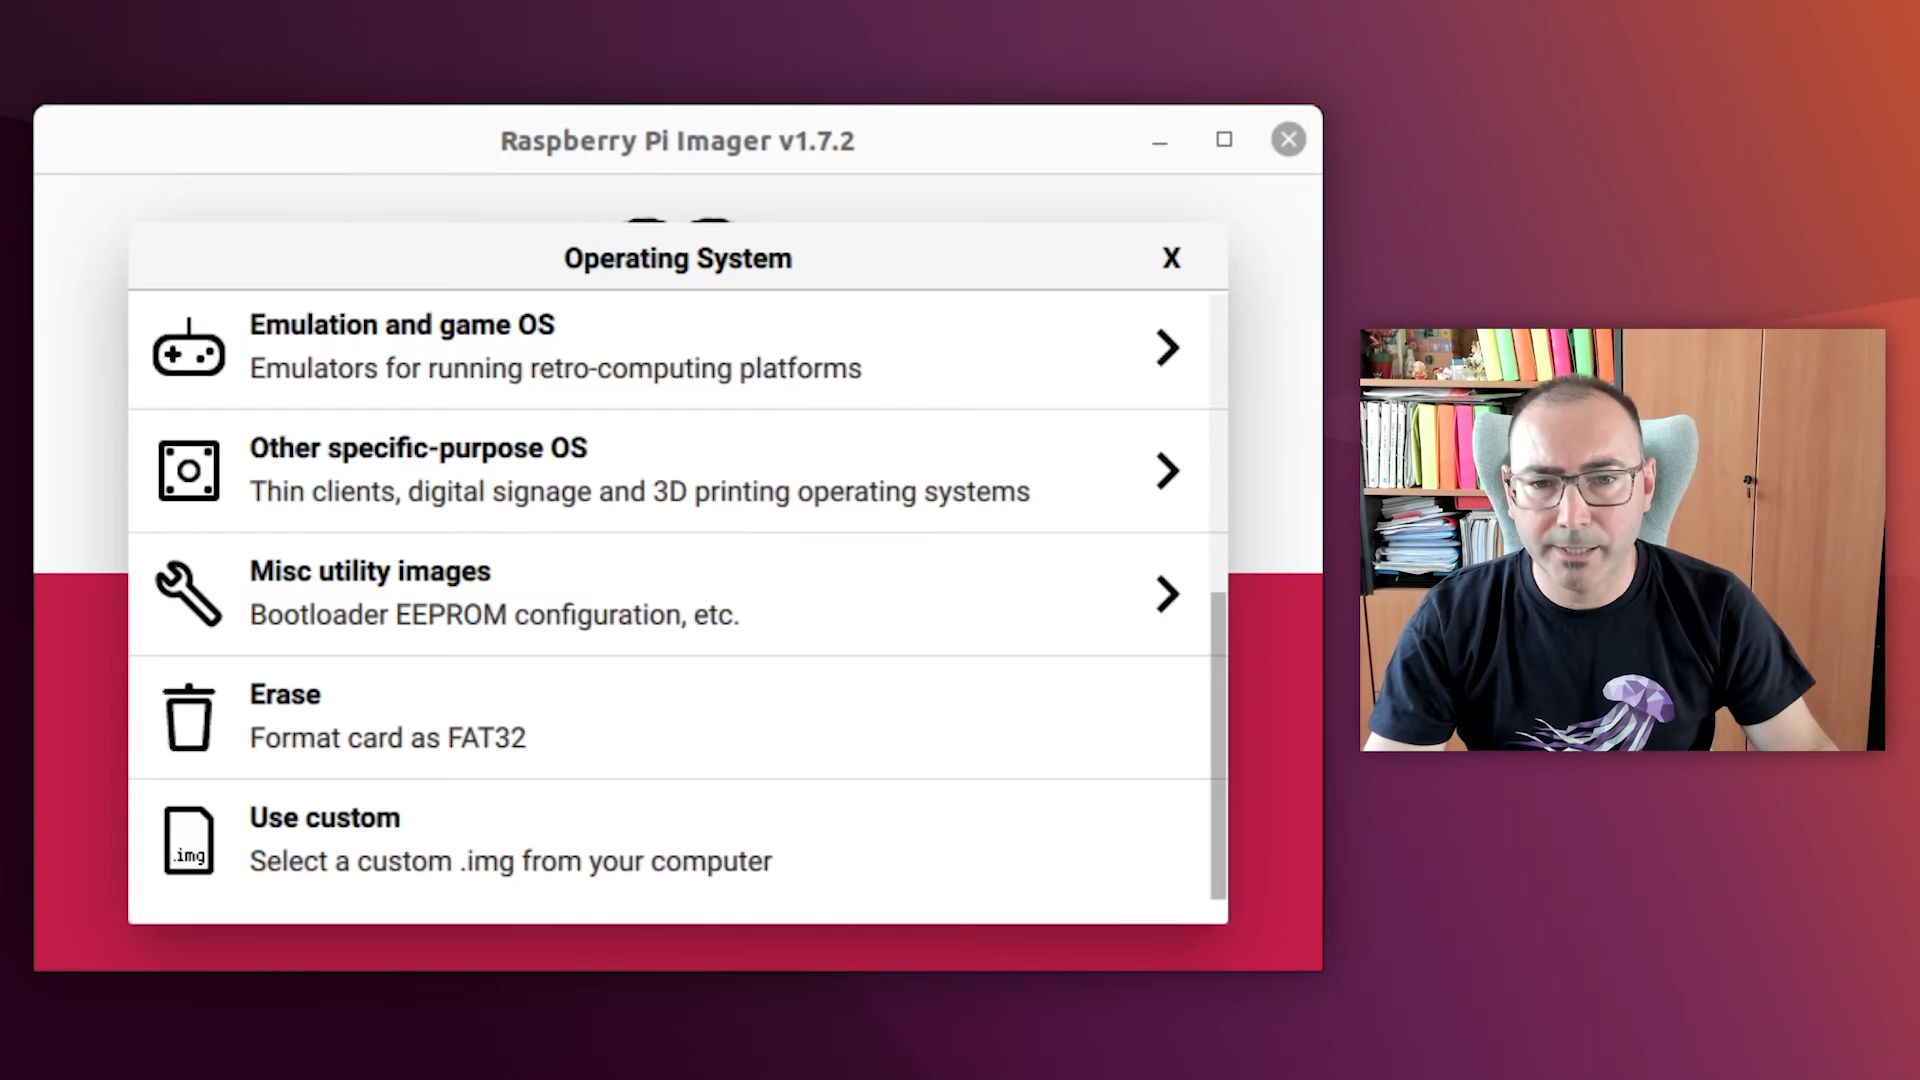 Raspberry Pi Imager v1.7.2
Operating System
X
Emulation and game OS
Emulators for running retro-computing platforms
Other specific-purpose OS
Thin clients, digital signage and 3D printing operating systems
Misc utility images
Bootloader EEPROM configuration, etc.
Erase
Format card as FAT32
.img
Use custom
Select a custom .img from your computer